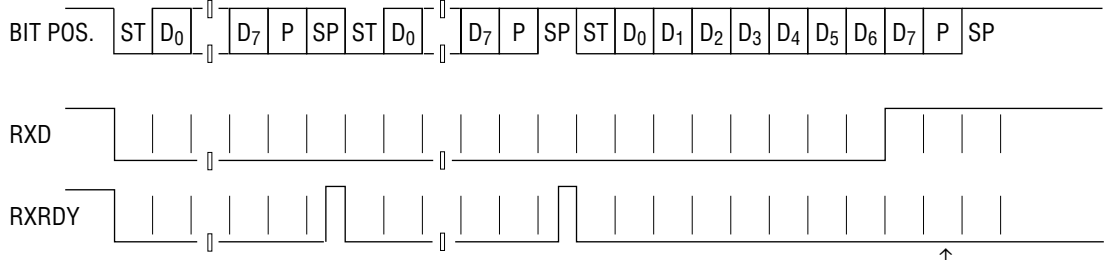 BIT POS. ST D₀ D₇ P SP ST D₀ D₇ P SP ST D₀ D₁ D₂ D₃ D₄ D₅ D₆ D₇ P SP
RXD
RXRDY